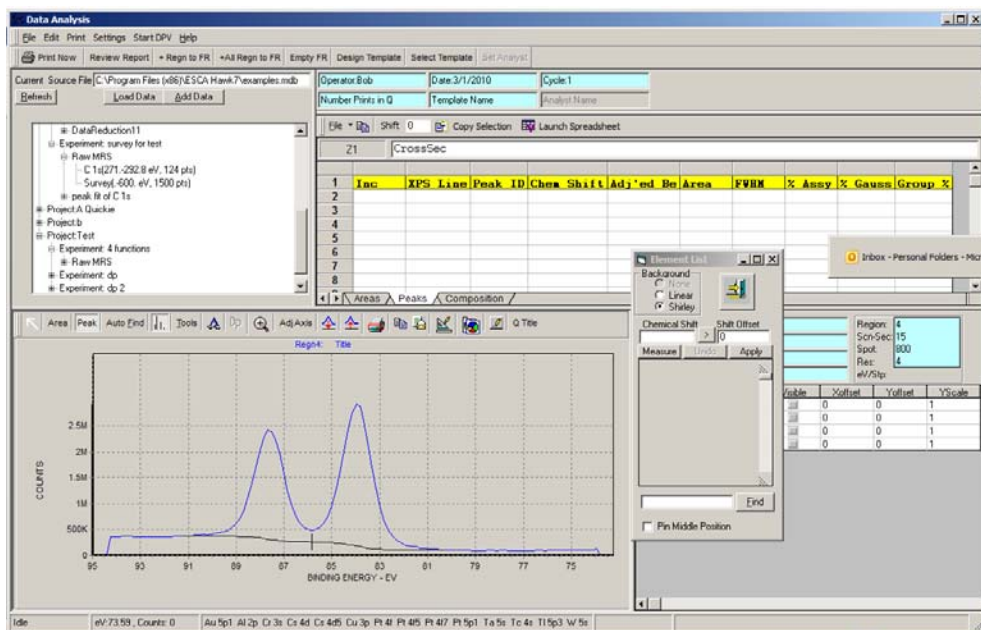 Data Analysis
File Edit Print Settings Start DPV Help
Print Now Review Report + Regn to FR +All Regn to FR Empty FR Design Template Select Template Set Analyst
Current Source File C:\Program Files (x86)\ESCA Hawk7\examples.mdb
Refresh Load Data Add Data
Operator:Bob Date:3/1/2010 Cycle:1
Number Prints in Q Template Name Analyst Name
DataReduction11
Experiment: survey for test
Raw MRS
C 1s(271.-292.8 eV, 124 pts)
Survey(.-600. eV, 1500 pts)
peak fit of C 1s
Project:A Quickie
Project:b
Project:Test
Experiment: 4 functions
Raw MRS
Experiment: dp
Experiment: dp 2
File Shift 0 Copy Selection Launch Spreadsheet
Z1 CrossSec
1 Inc XPS Line Peak ID Chem Shift Adj'ed Be Area FWHM % Assy % Gauss Group %
2
3
4
5
6
7
8
Areas Peaks Composition
Inbox - Personal Folders - Micr
Element List
Background
None
Linear
Shirley
Chemical Shift Shift Offset
> 0
Measure Undo Apply
Find
Pin Middle Position
Area Peak Auto Find Tools Dp Adj Axis Q Title
Regn4: Title
2.5M
2M
1.5M
1M
500K
0
COUNTS
95 93 91 89 87 85 83 81 79 77 75
BINDING ENERGY - EV
Region: 4
Scn-Sec: 15
Spot: 800
Res: 4
eV/Stp:
Visible Xoffset Yoffset YScale
0 0 1
0 0 1
0 0 1
0 0 1
Idle eV:73.59 , Counts: 0 Au 5p1 Al 2p Cr 3s Cs 4d Cs 4d5 Cu 3p Pt 4f Pt 4f5 Pt 4f7 Pt 5p1 Ta 5s Tc 4s Tl 5p3 W 5s